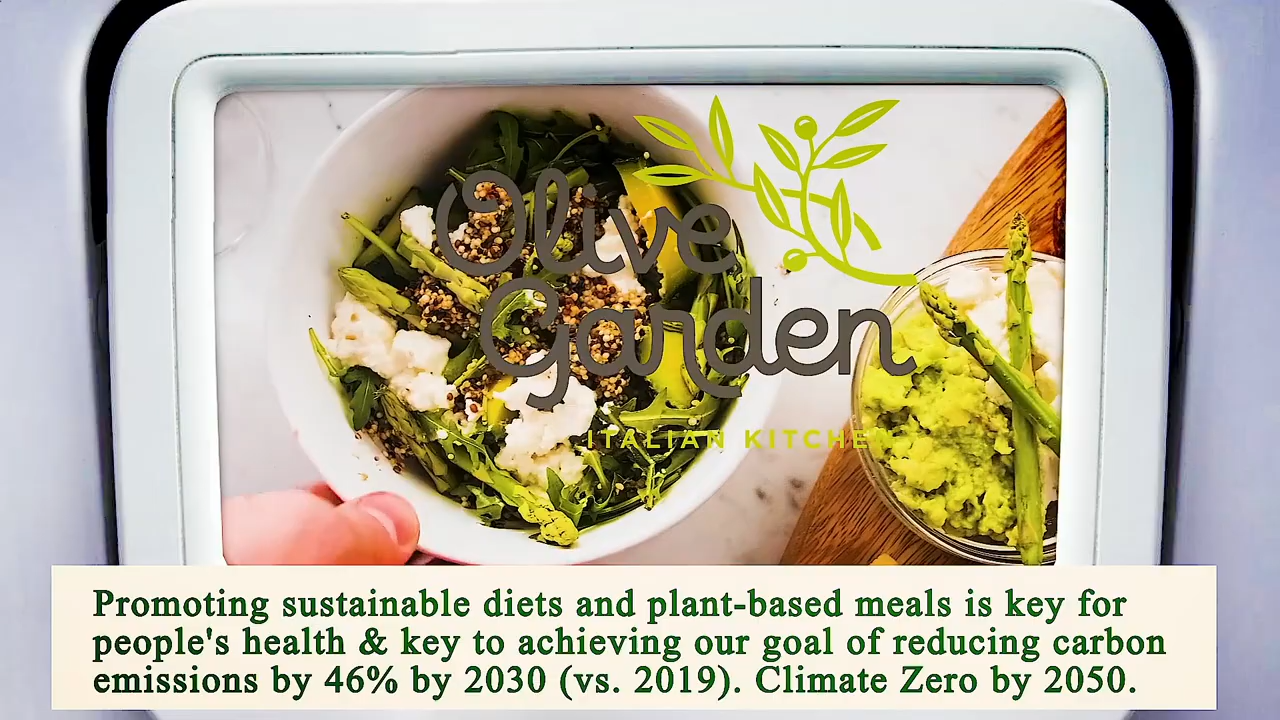 Olive
Garden
ITALIAN KITCHEN
Promoting sustainable diets and plant-based meals is key for
people's health & key to achieving our goal of reducing carbon
emissions by 46% by 2030 (vs. 2019). Climate Zero by 2050.